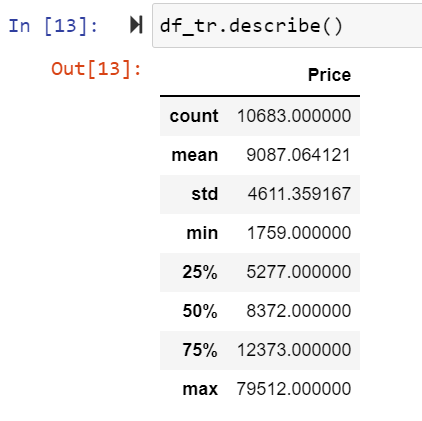 In [13]: df_tr.describe()
Out[13]:
Price
count 10683.000000
mean 9087.064121
std 4611.359167
min 1759.000000
25% 5277.000000
50% 8372.000000
75% 12373.000000
max 79512.000000